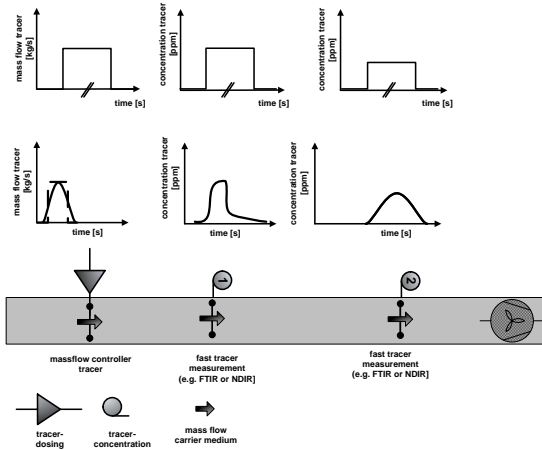 mass flow tracer
[kg/s]
time [s]
concentration tracer
[ppm]
time [s]
concentration tracer
[ppm]
time [s]
mass flow tracer
[kg/s]
time [s]
concentration tracer
[ppm]
time [s]
concentration tracer
[ppm]
time [s]
1
2
massflow controller
tracer
fast tracer
measurement
(e.g. FTIR or NDIR]
fast tracer
measurement
(e.g. FTIR or NDIR]
tracer-
dosing
tracer-
concentration
mass flow
carrier medium